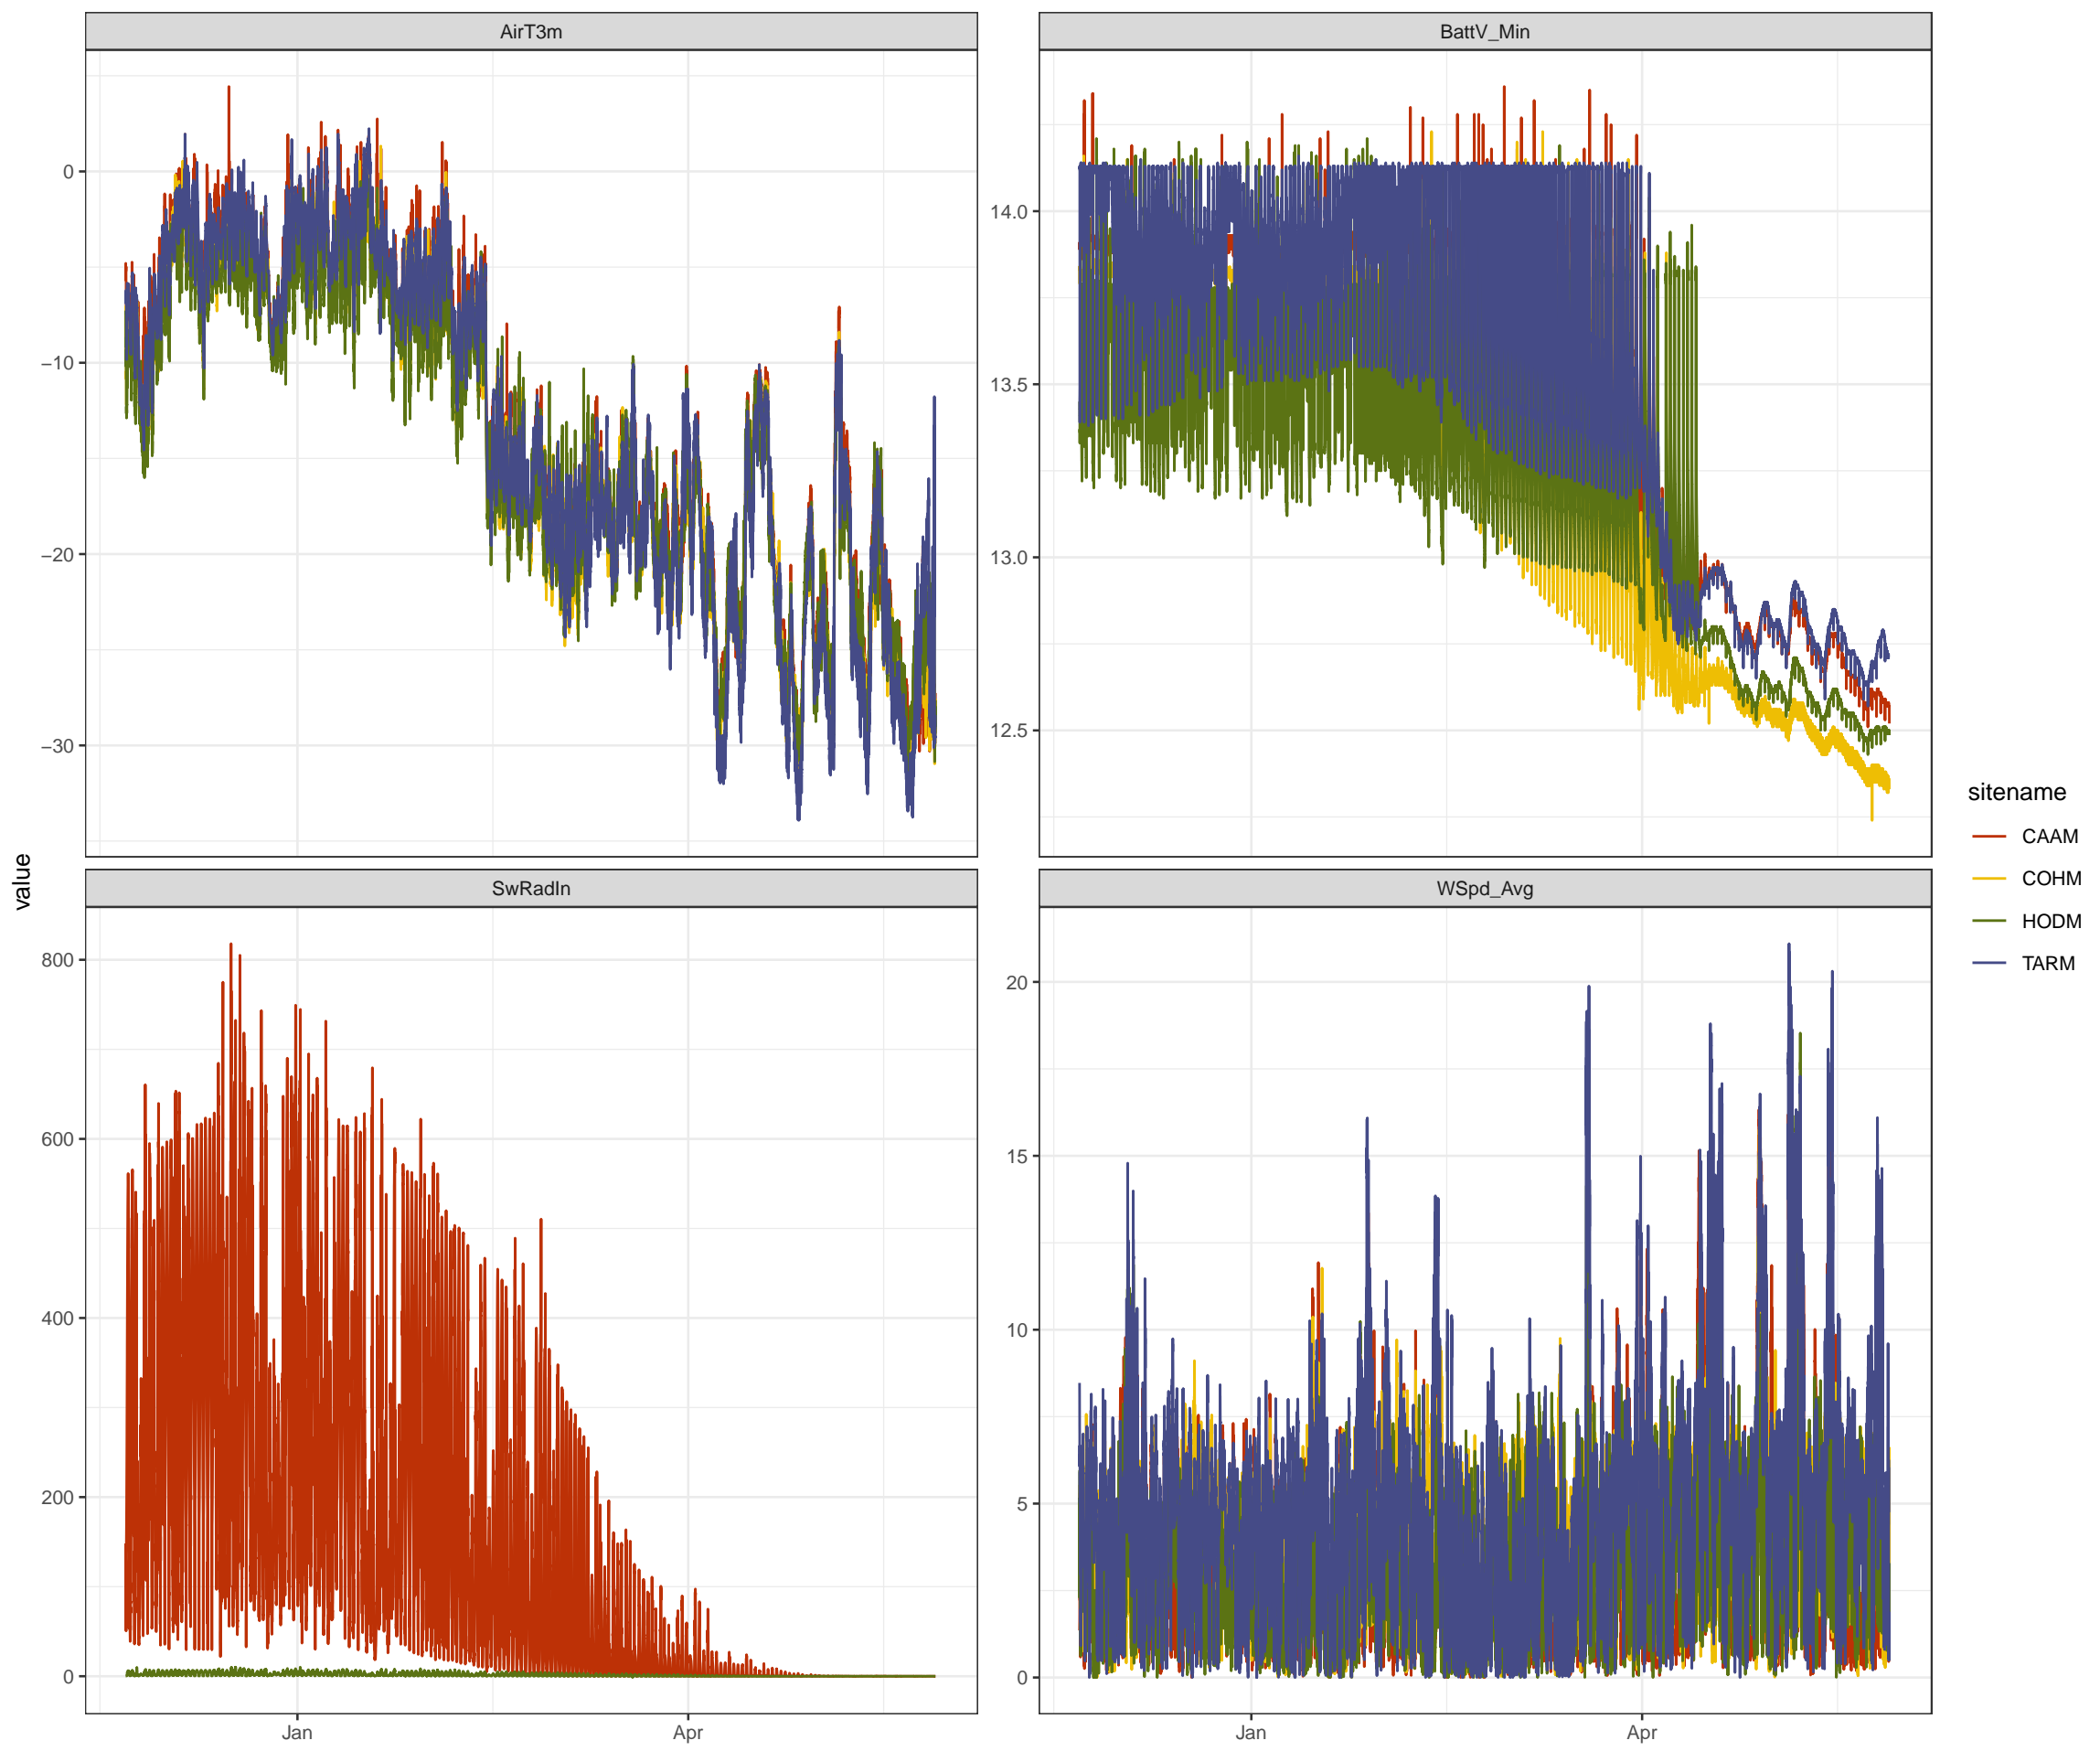 AirT3m
BattV_Min
0
−10
−20
−30
14.0
13.5
13.0
12.5
value
SwRadIn
WSpd_Avg
800
600
400
200
0
20
15
10
5
0
Jan
Apr
Jan
Apr
sitename
CAAM
COHM
HODM
TARM